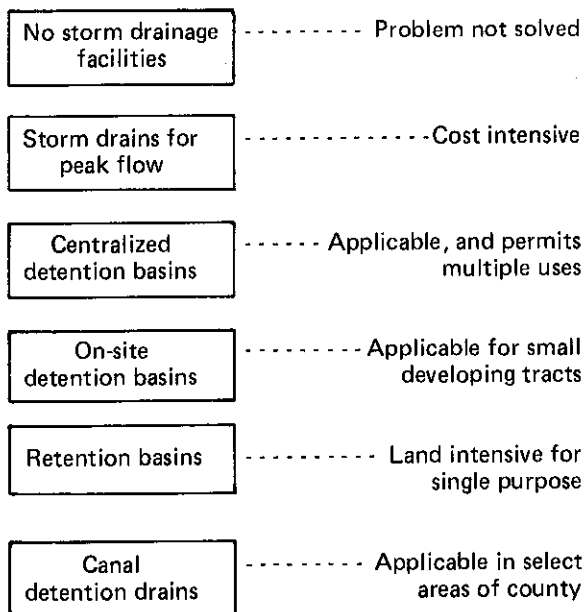 No storm drainage --------- Problem not solved
facilities
Storm drains for ------------- Cost intensive
peak flow
Centralized ------ Applicable, and permits
detention basins multiple uses
On-site --------- Applicable for small
detention basins developing tracts
Retention basins ---------- Land intensive for
single purpose
Canal --------- Applicable in select
detention drains areas of county